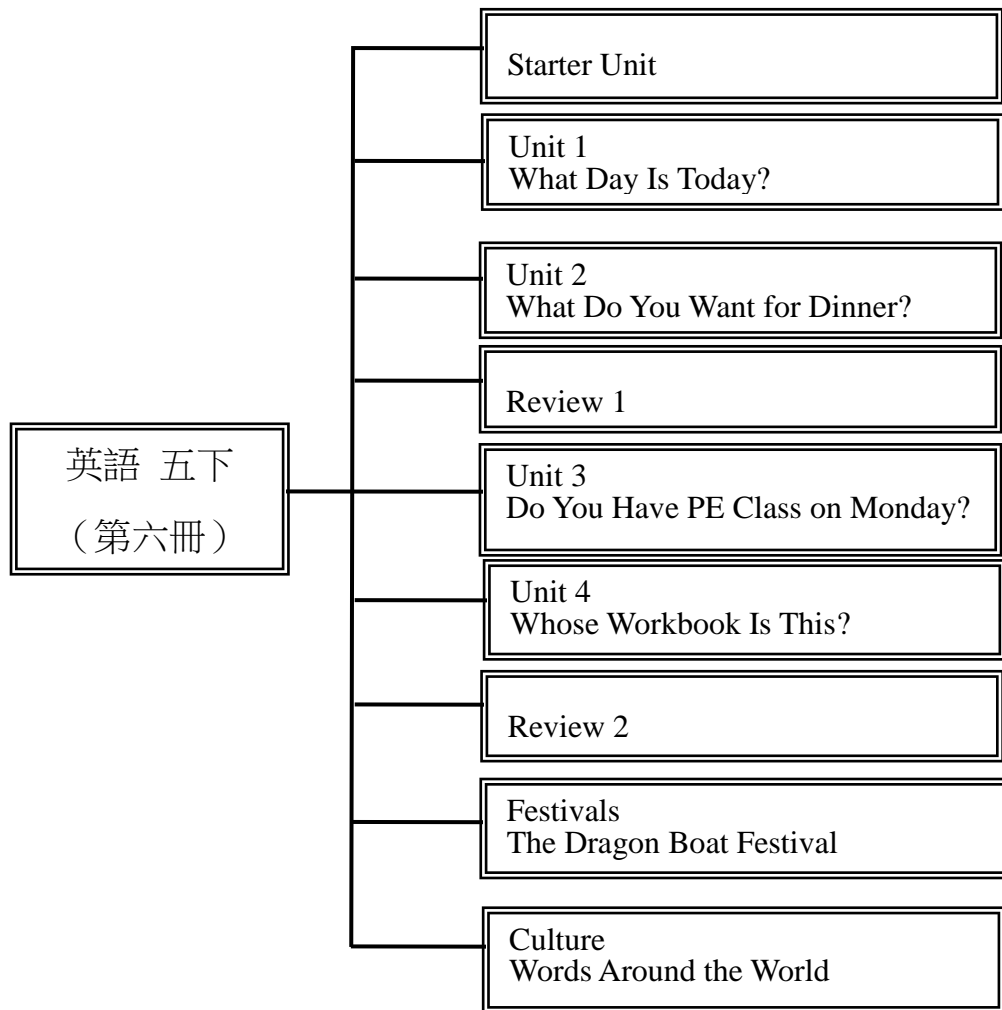 Starter Unit
Unit 1
What Day Is Today?
Unit 2
What Do You Want for Dinner?
Review 1
英語 五下
（第六冊）
Unit 3
Do You Have PE Class on Monday?
Unit 4
Whose Workbook Is This?
Review 2
Festivals
The Dragon Boat Festival
Culture
Words Around the World